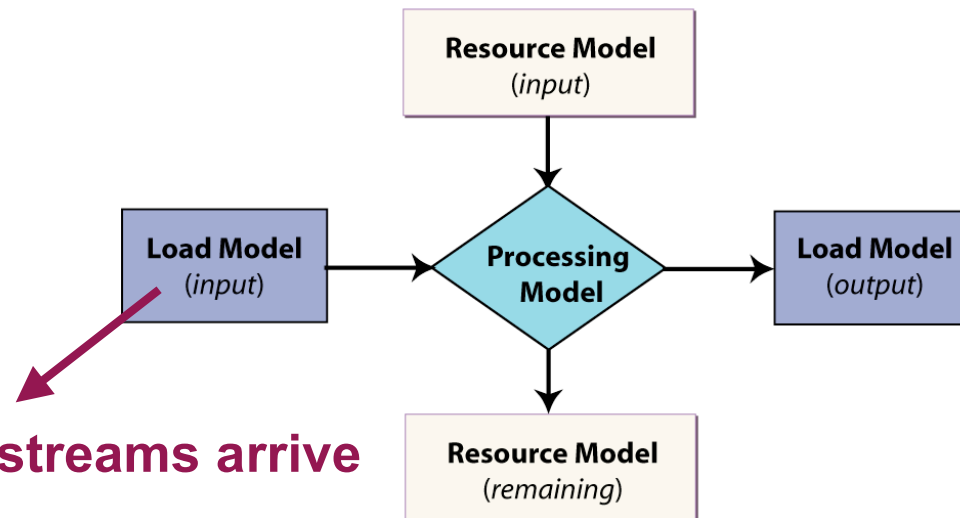 Resource Model
(input)
Load Model
(input)
Processing
Model
Load Model
(output)
streams arrive
Resource Model
(remaining)